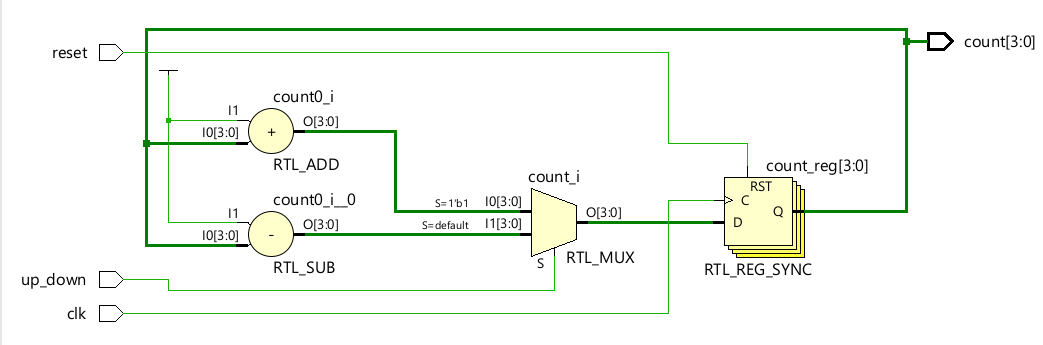 reset
count[3:0]
count0_i
I1
O[3:0]
I0[3:0]
+
RTL_ADD
count0_i__0
I1
O[3:0]
I0[3:0]
-
RTL_SUB
count_i
S=1'b1
I0[3:0]
S=default
I1[3:0]
O[3:0]
S
RTL_MUX
count_reg[3:0]
RST
C
D
Q
RTL_REG_SYNC
up_down
clk